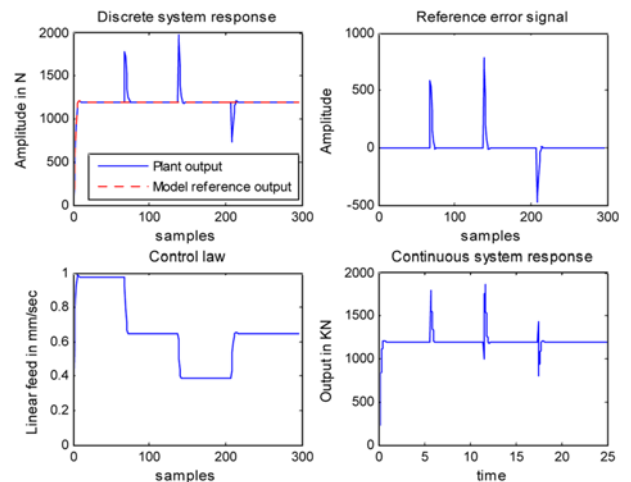 Discrete system response
Amplitude in N
2000
1500
1000
500
0
0
100
200
300
samples
Plant output
Model reference output
Reference error signal
Amplitude
1000
500
0
-500
0
100
200
300
samples
Control law
Linear feed in mm/sec
1
0.8
0.6
0.4
0.2
0
0
100
200
300
samples
Continuous system response
Output in KN
2000
1500
1000
500
0
0
5
10
15
20
25
time